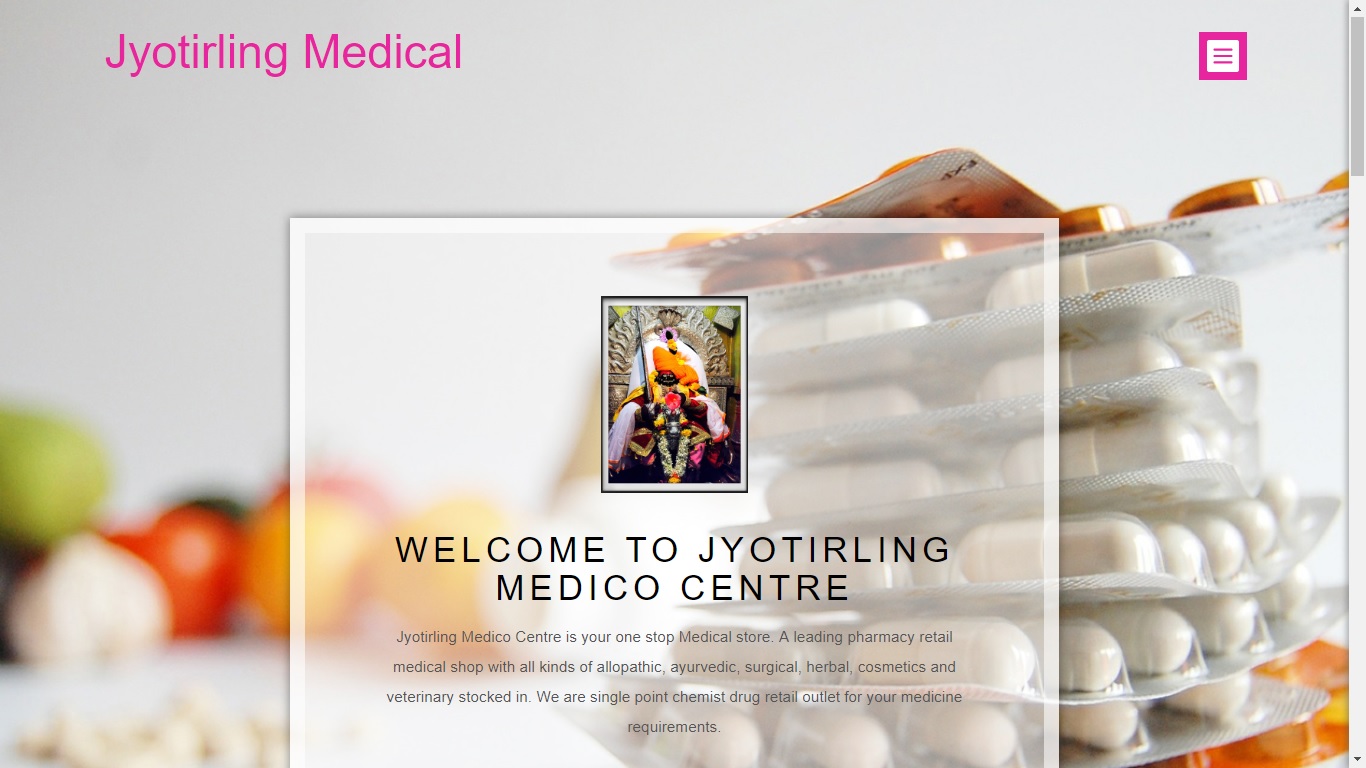 Jyotirling Medical
WELCOME TO JYOTIRLING
MEDICO CENTRE
Jyotirling Medico Centre is your one stop Medical store. A leading pharmacy retail
medical shop with all kinds of allopathic, ayurvedic, surgical, herbal, cosmetics and
veterinary stocked in. We are single point chemist drug retail outlet for your medicine
requirements.